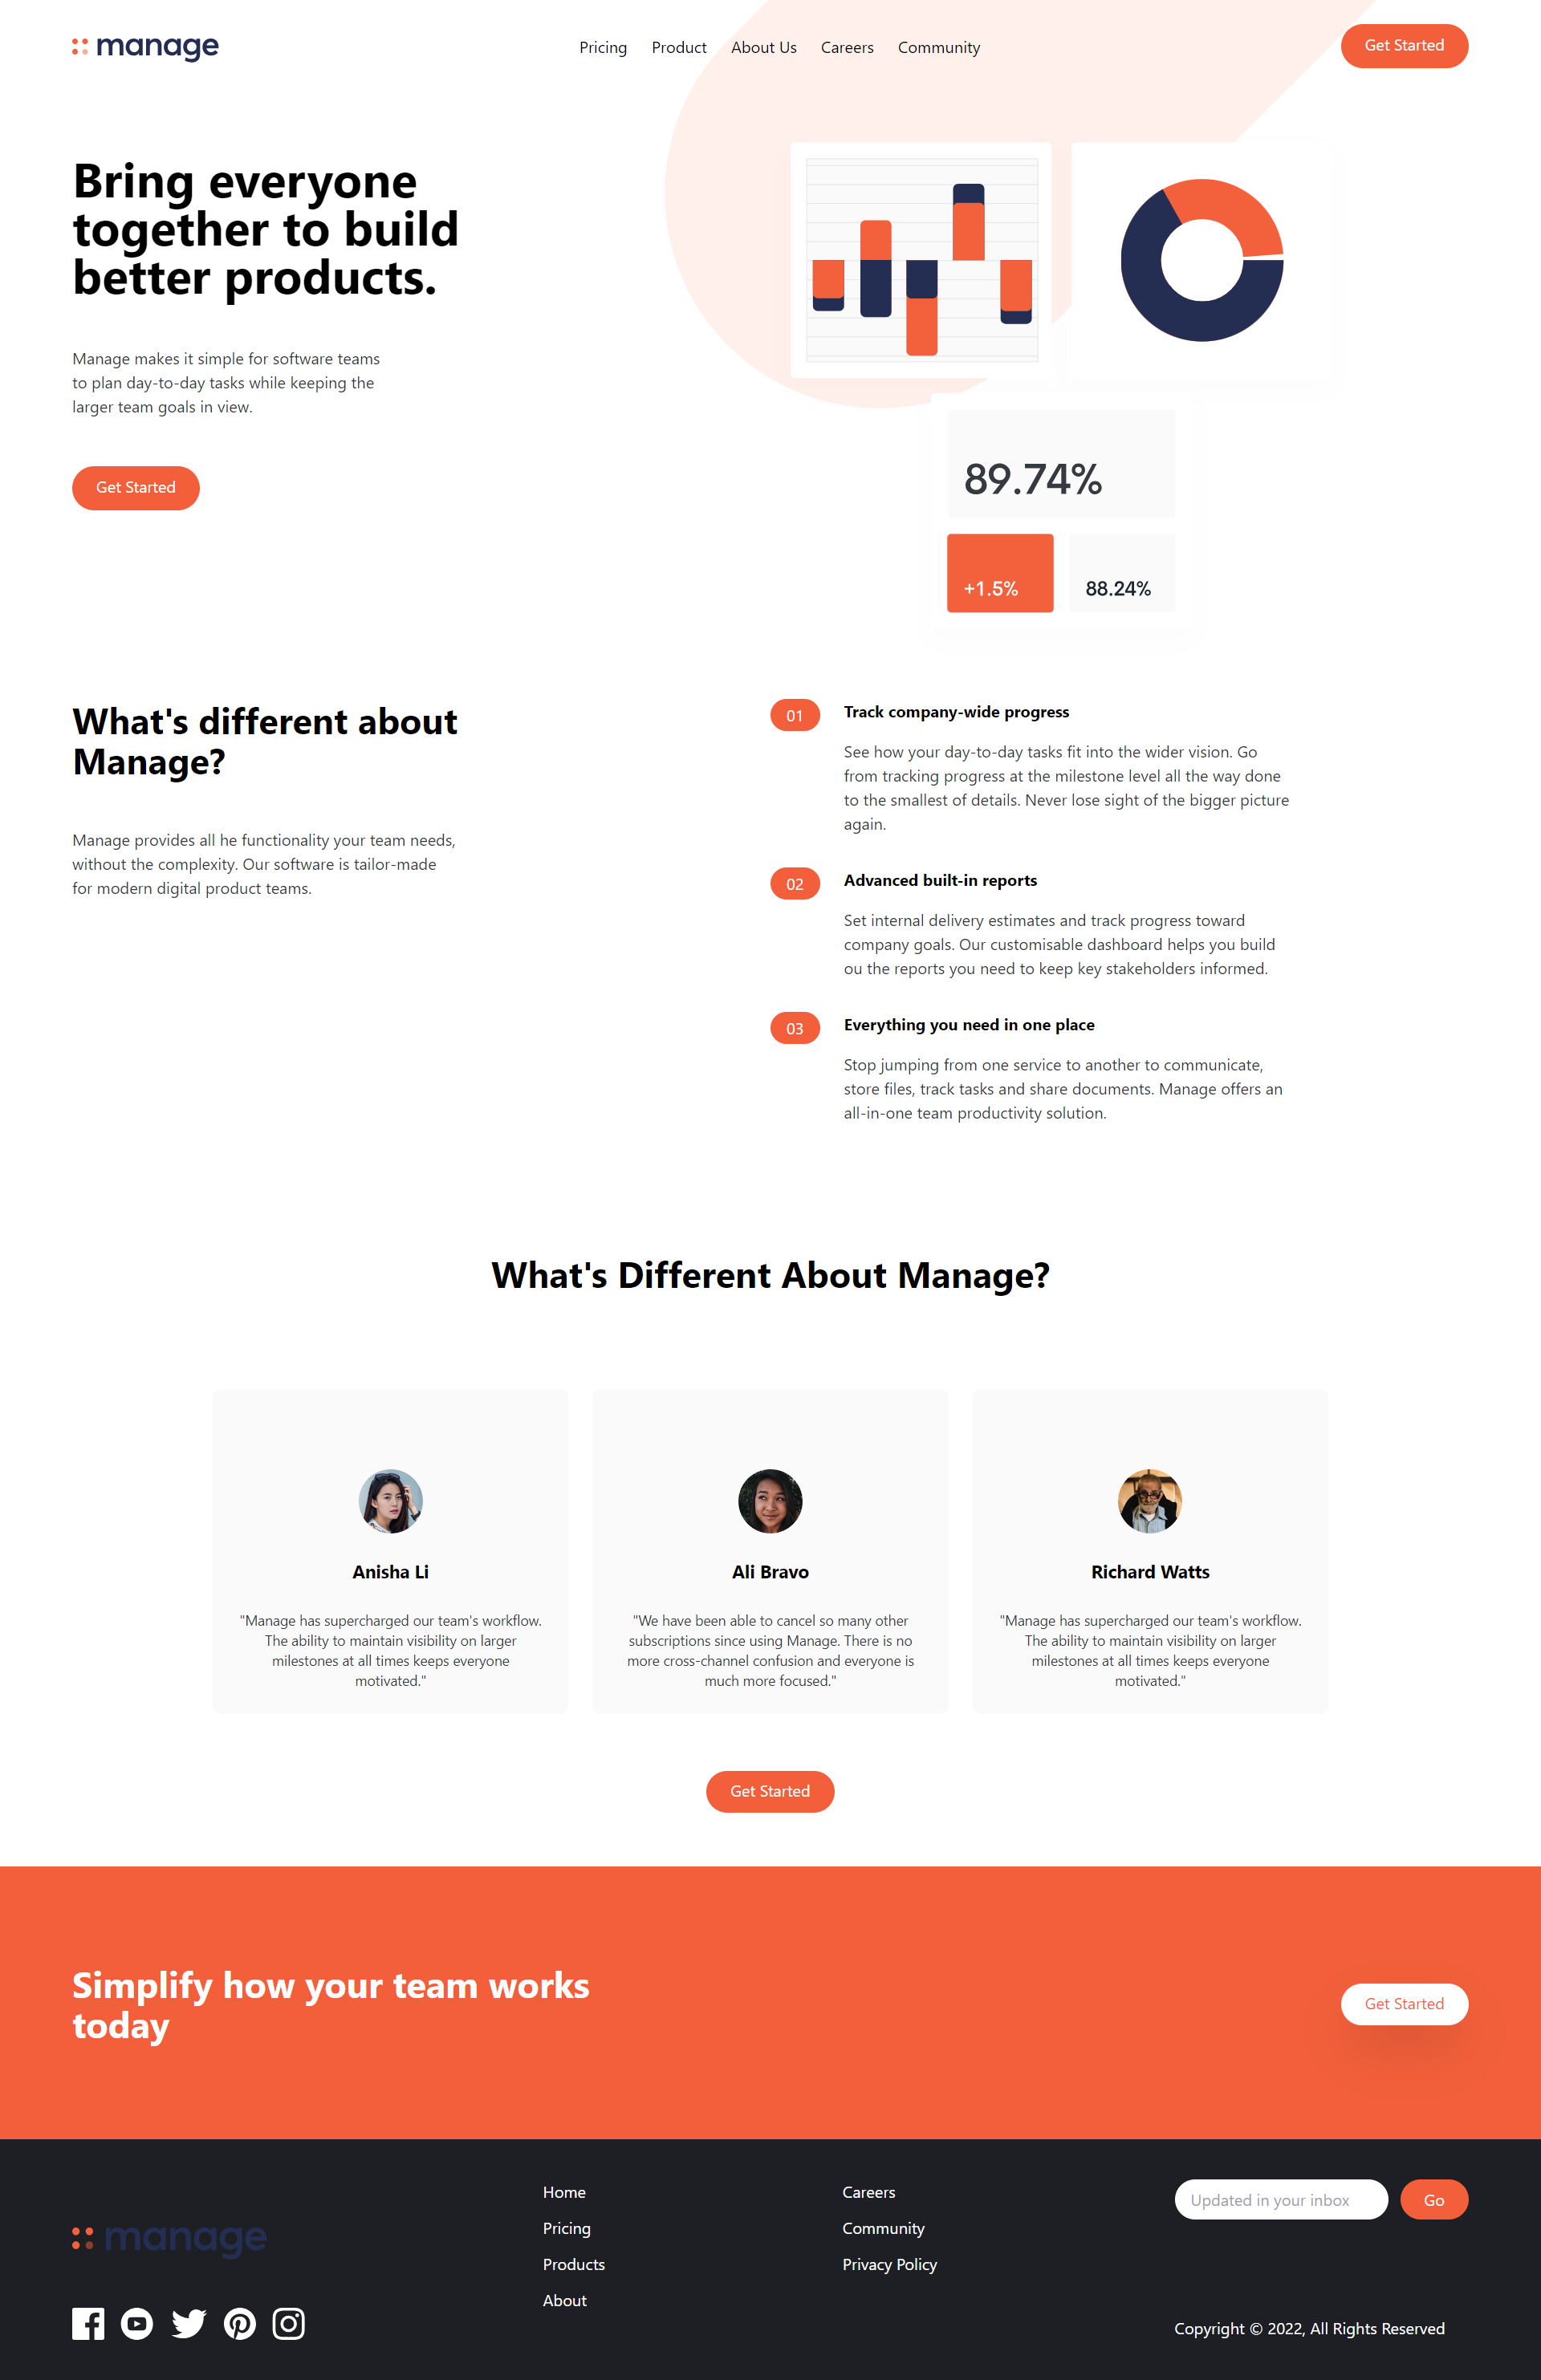 manage
Pricing Product About Us Careers Community
Get Started
Bring everyone
together to build
better products.
Manage makes it simple for software teams
to plan day-to-day tasks while keeping the
larger team goals in view.
Get Started
89.74%
+1.5%
88.24%
What's different about
Manage?
Manage provides all he functionality your team needs,
without the complexity. Our software is tailor-made
for modern digital product teams.
01
Track company-wide progress
See how your day-to-day tasks fit into the wider vision. Go
from tracking progress at the milestone level all the way done
to the smallest of details. Never lose sight of the bigger picture
again.
02
Advanced built-in reports
Set internal delivery estimates and track progress toward
company goals. Our customisable dashboard helps you build
ou the reports you need to keep key stakeholders informed.
03
Everything you need in one place
Stop jumping from one service to another to communicate,
store files, track tasks and share documents. Manage offers an
all-in-one team productivity solution.
What's Different About Manage?
Anisha Li
"Manage has supercharged our team's workflow.
The ability to maintain visibility on larger
milestones at all times keeps everyone
motivated."
Ali Bravo
"We have been able to cancel so many other
subscriptions since using Manage. There is no
more cross-channel confusion and everyone is
much more focused."
Richard Watts
"Manage has supercharged our team's workflow.
The ability to maintain visibility on larger
milestones at all times keeps everyone
motivated."
Get Started
Simplify how your team works
today
Get Started
manage
Home
Pricing
Products
About
Careers
Community
Privacy Policy
Updated in your inbox
Go
Copyright © 2022, All Rights Reserved